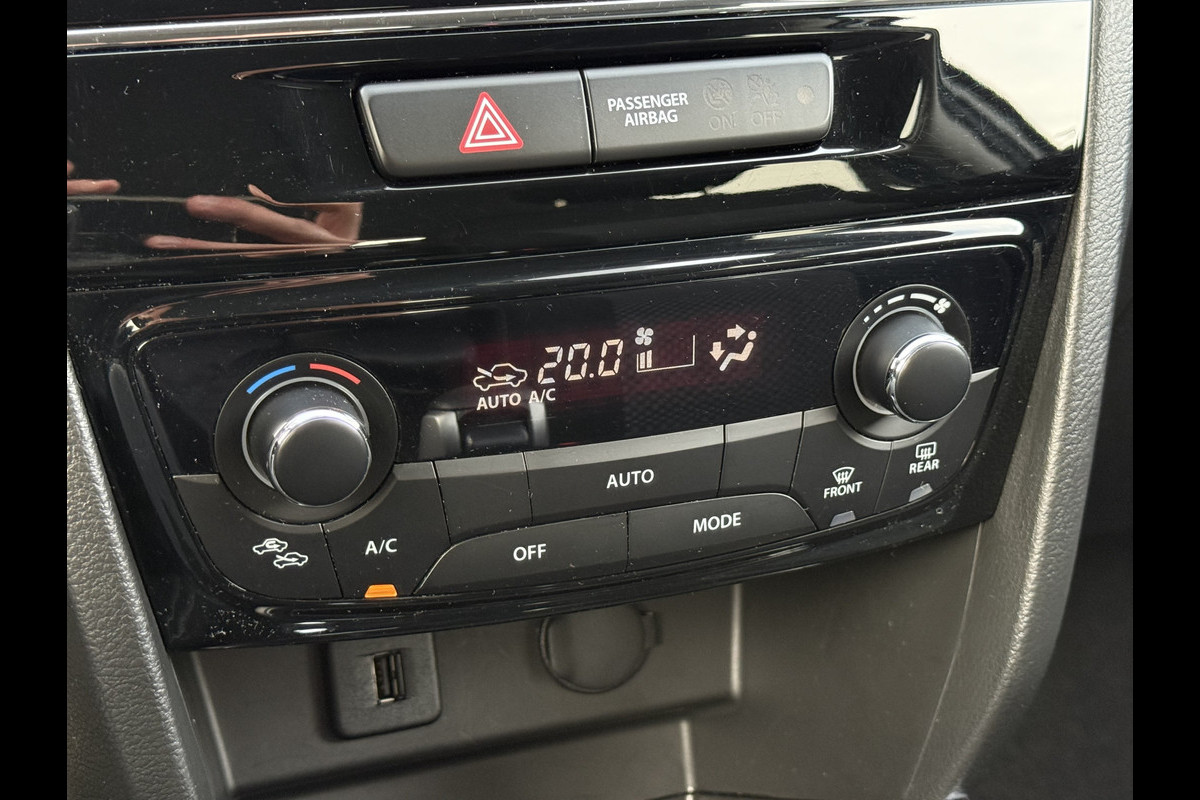 PASSENGER
AIRBAG
ON
OFF
20.0
AUTO A/C
AUTO
FRONT
REAR
A/C
OFF
MODE